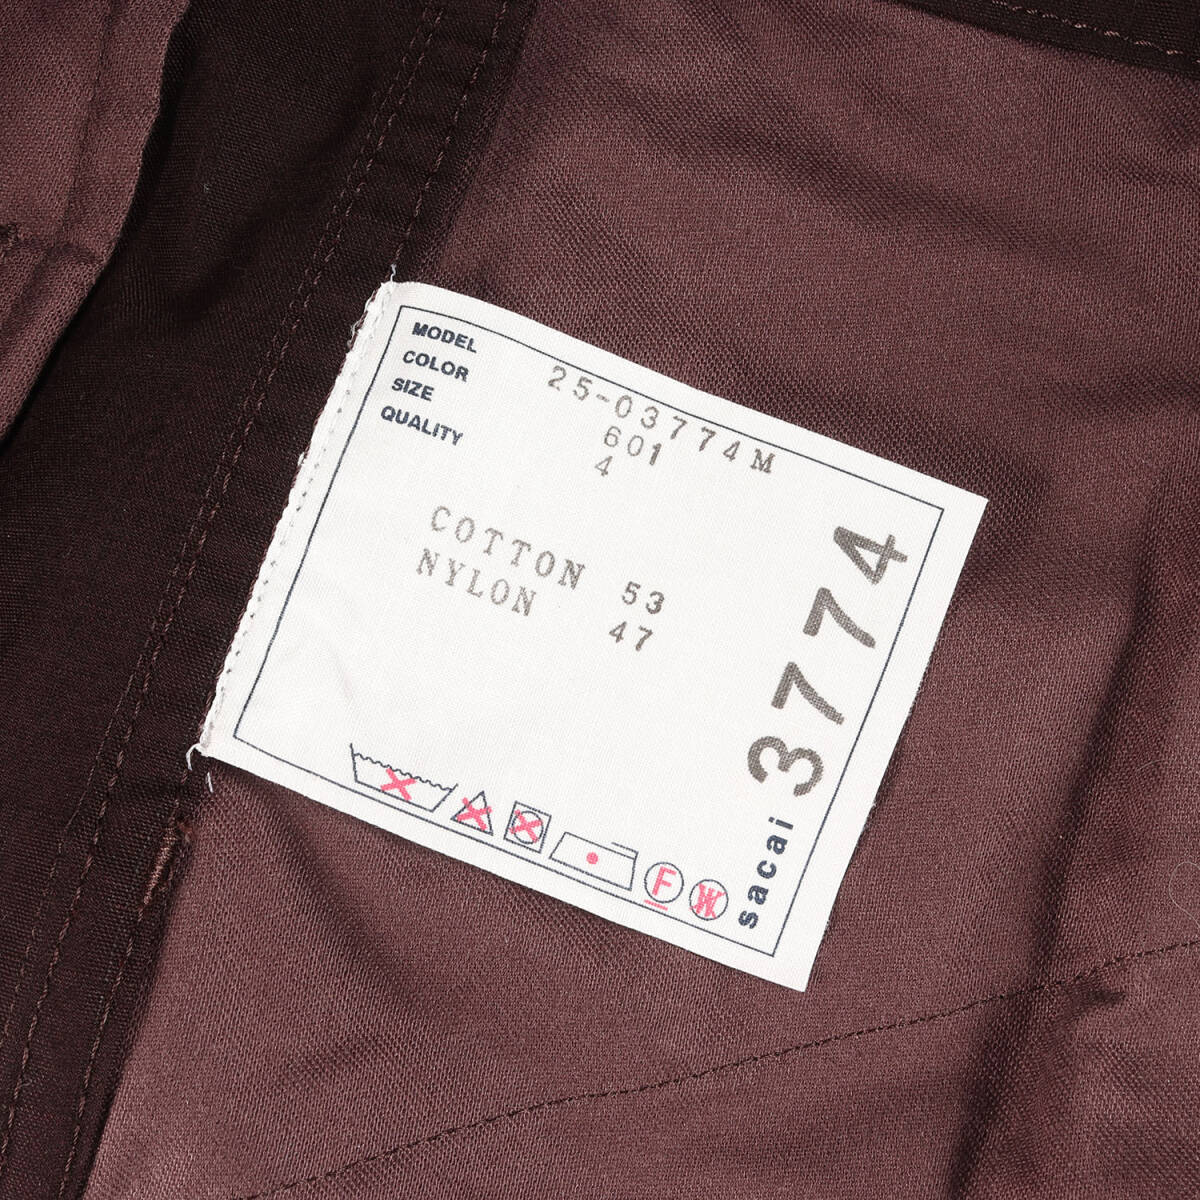 MODEL 25-03774M
COLOR 601
SIZE 4
QUALITY
COTTON 53
NYLON 47
F W
sacai 3774